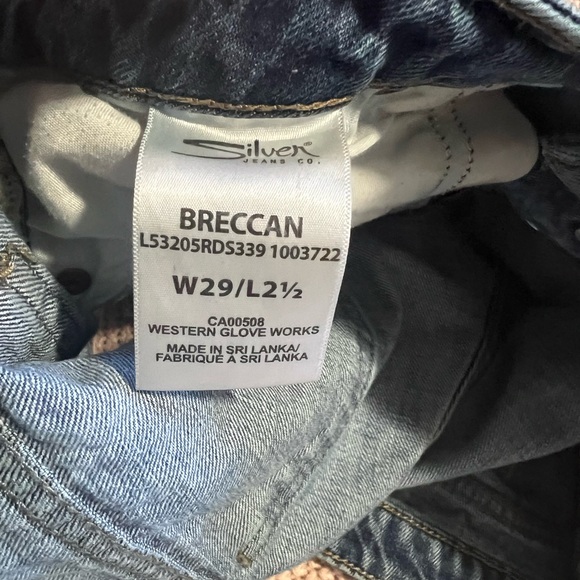 Silver
JEANS CO.
BRECCAN
L53205RDS339 1003722
W29/L2½
CA00508
WESTERN GLOVE WORKS
MADE IN SRI LANKA/
FABRIQUÉ A SRI LANKA